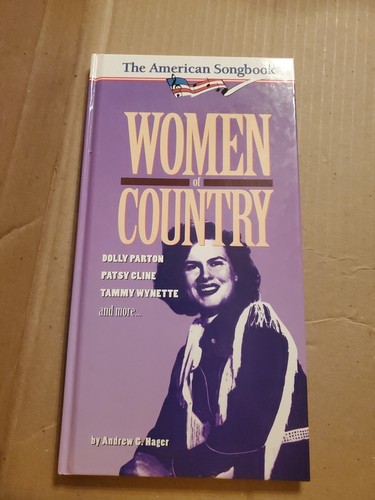 The American Songbook
WOMEN
of
COUNTRY
DOLLY PARTON
PATSY CLINE
TAMMY WYNETTE
and more...
by Andrew G. Hager